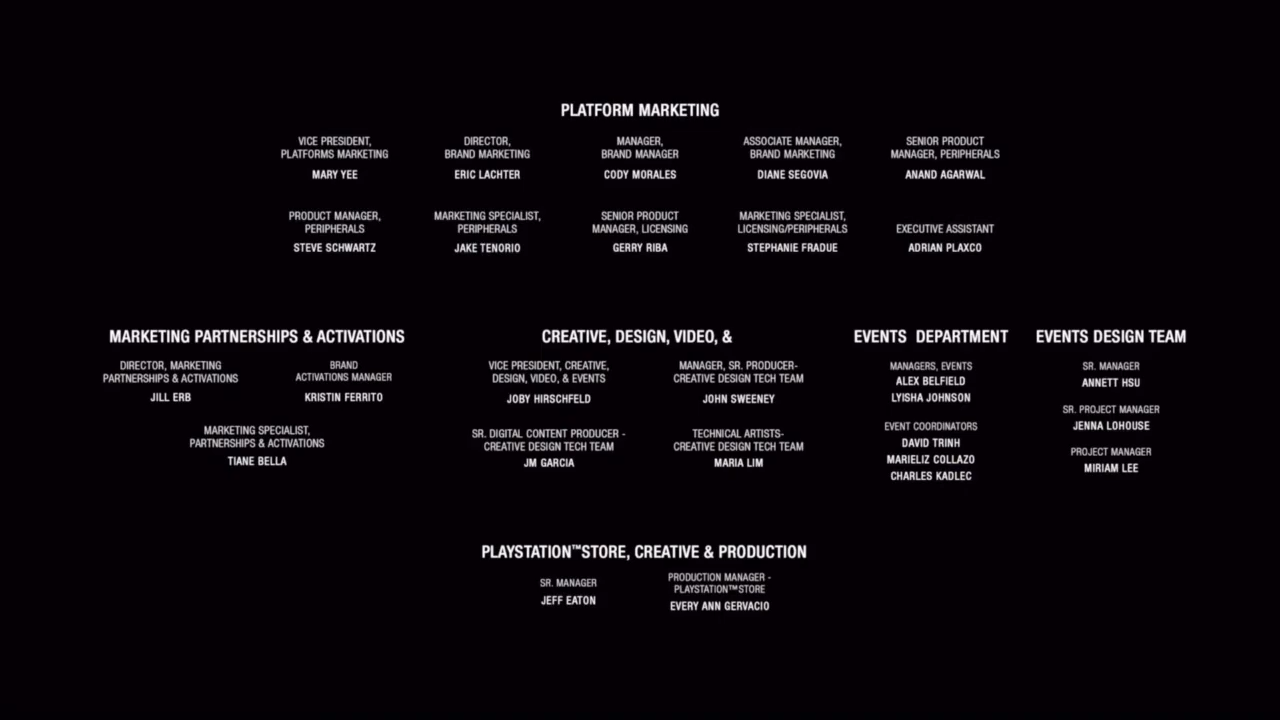 PLATFORM MARKETING
VICE PRESIDENT,
PLATFORMS MARKETING
MARY YEE
DIRECTOR,
BRAND MARKETING
ERIC LACHTER
MANAGER,
BRAND MANAGER
CODY MORALES
ASSOCIATE MANAGER,
BRAND MARKETING
DIANE SEGOVIA
SENIOR PRODUCT
MANAGER, PERIPHERALS
ANAND AGARWAL
PRODUCT MANAGER,
PERIPHERALS
STEVE SCHWARTZ
MARKETING SPECIALIST,
PERIPHERALS
JAKE TENORIO
SENIOR PRODUCT
MANAGER, LICENSING
GERRY RIBA
MARKETING SPECIALIST,
LICENSING/PERIPHERALS
STEPHANIE FRADUE
EXECUTIVE ASSISTANT
ADRIAN PLAXCO
MARKETING PARTNERSHIPS & ACTIVATIONS
DIRECTOR, MARKETING
PARTNERSHIPS & ACTIVATIONS
JILL ERB
BRAND
ACTIVATIONS MANAGER
KRISTIN FERRITO
MARKETING SPECIALIST,
PARTNERSHIPS & ACTIVATIONS
TIANE BELLA
CREATIVE, DESIGN, VIDEO, &
VICE PRESIDENT, CREATIVE,
DESIGN, VIDEO, & EVENTS
JOBY HIRSCHFELD
MANAGER, SR. PRODUCER-
CREATIVE DESIGN TECH TEAM
JOHN SWEENEY
SR. DIGITAL CONTENT PRODUCER -
CREATIVE DESIGN TECH TEAM
JM GARCIA
TECHNICAL ARTISTS-
CREATIVE DESIGN TECH TEAM
MARIA LIM
EVENTS DEPARTMENT
MANAGERS, EVENTS
ALEX BELFIELD
LYISHA JOHNSON
EVENT COORDINATORS
DAVID TRINH
MARIELIZ COLLAZO
CHARLES KADLEC
EVENTS DESIGN TEAM
SR. MANAGER
ANNETT HSU
SR. PROJECT MANAGER
JENNA LOHOUSE
PROJECT MANAGER
MIRIAM LEE
PLAYSTATION™STORE, CREATIVE & PRODUCTION
SR. MANAGER
JEFF EATON
PRODUCTION MANAGER -
PLAYSTATION™STORE
EVERY ANN GERVACIO